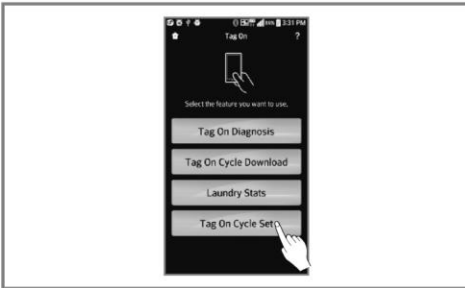 3:31 PM
Tag On
?
Select the feature you want to use.
Tag On Diagnosis
Tag On Cycle Download
Laundry Stats
Tag On Cycle Set